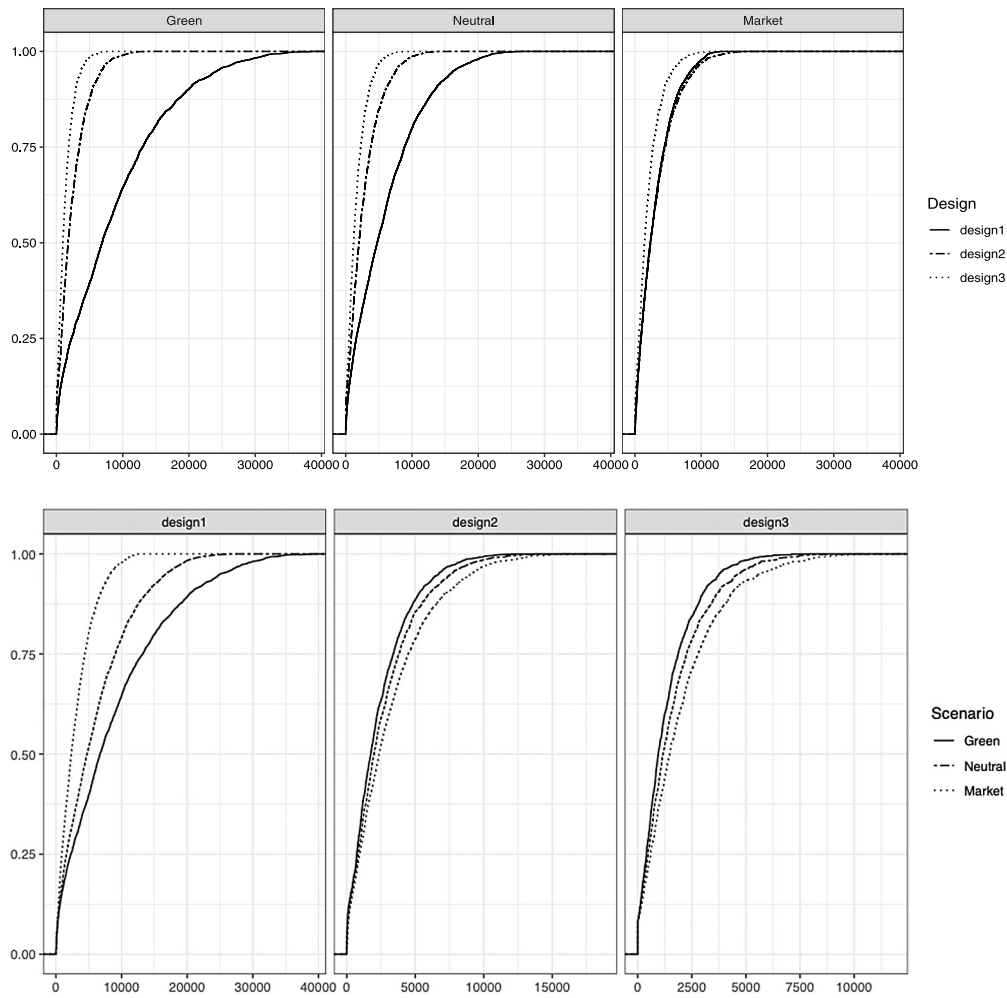 Green Neutral Market
1.00
0.75
0.50
0.25
0.00
0 10000 20000 30000 40000 0 10000 20000 30000 40000 0 10000 20000 30000 40000
Design
design1
design2
design3
design1 design2 design3
1.00
0.75
0.50
0.25
0.00
0 10000 20000 30000 40000 0 5000 10000 15000 0 2500 5000 7500 10000
Scenario
Green
Neutral
Market